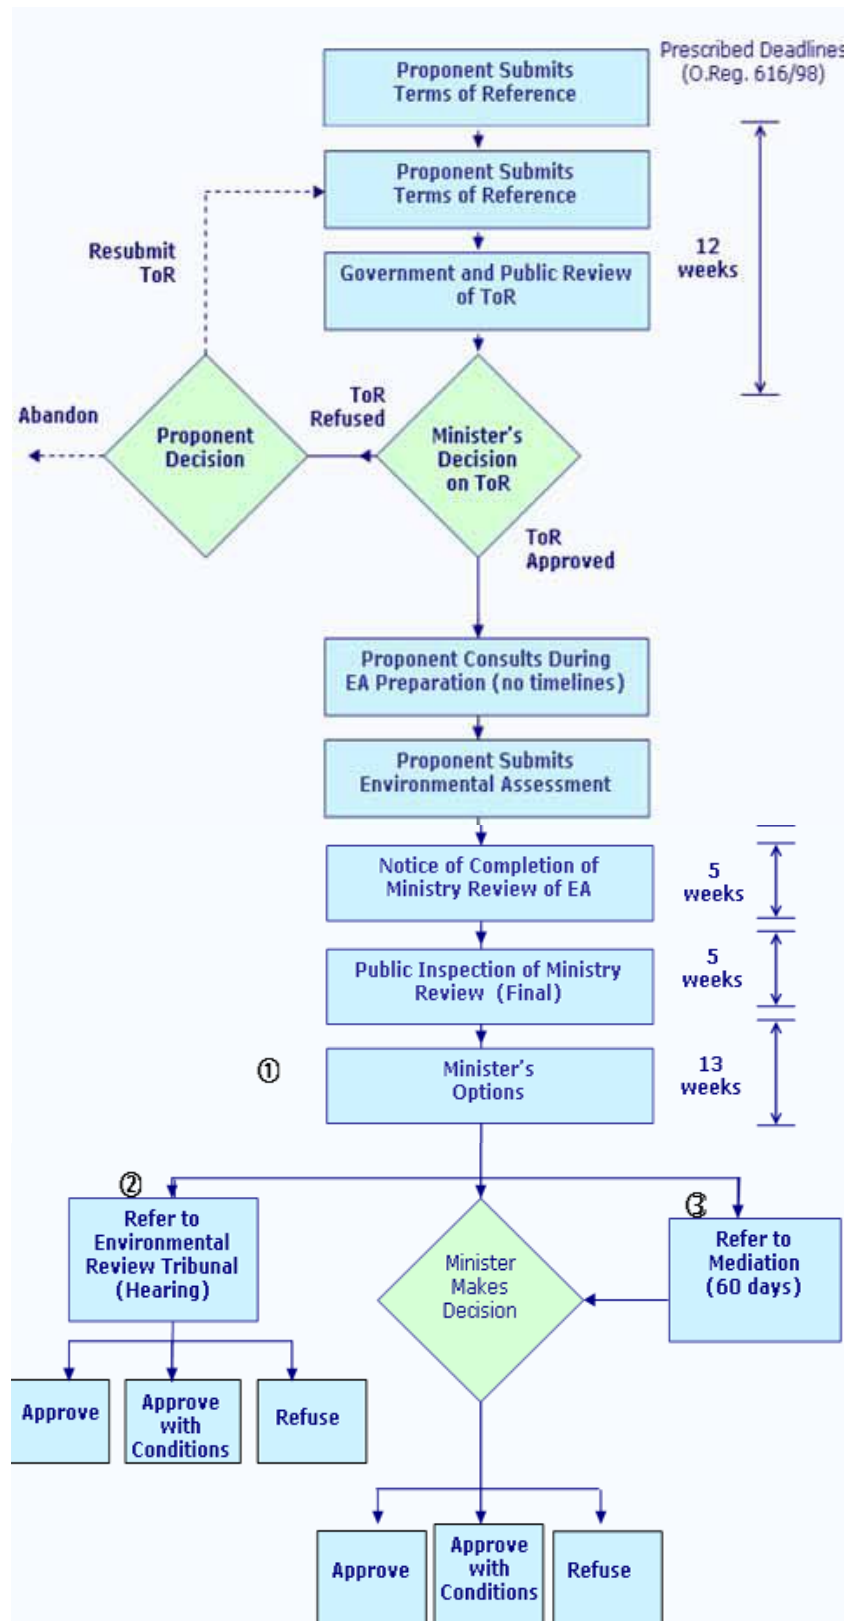 Prescribed Deadlines
(O.Reg. 616/98)
Proponent Submits
Terms of Reference
Proponent Submits
Terms of Reference
12
weeks
Resubmit
ToR
Government and Public Review
of ToR
Abandon
Proponent
Decision
ToR
Refused
Minister's
Decision
on ToR
ToR
Approved
Proponent Consults During
EA Preparation (no timelines)
Proponent Submits
Environmental Assessment
Notice of Completion of
Ministry Review of EA
5
weeks
Public Inspection of Ministry
Review (Final)
5
weeks
①
Minister's
Options
13
weeks
②
Refer to
Environmental
Review Tribunal
(Hearing)
Minister
Makes
Decision
③
Refer to
Mediation
(60 days)
Approve
Approve
with
Conditions
Refuse
Approve
Approve
with
Conditions
Refuse